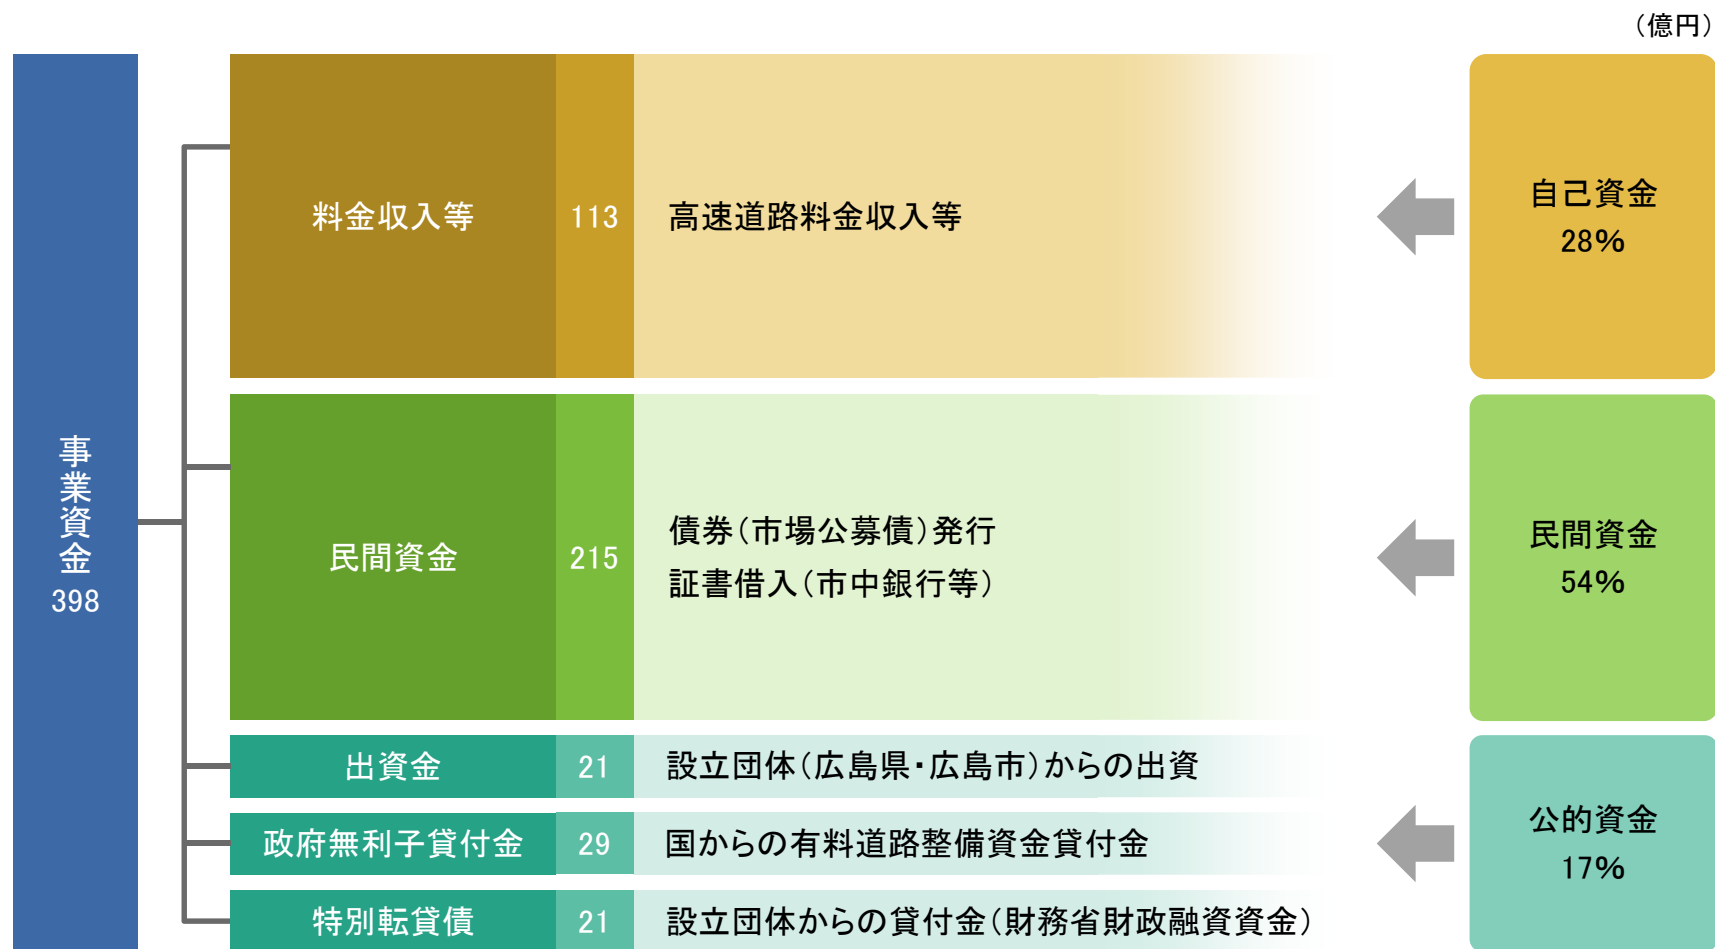 (億円)
事業資金
398
料金収入等
113
高速道路料金収入等
自己資金
28%
民間資金
215
債券(市場公募債)発行
証書借入(市中銀行等)
民間資金
54%
出資金
21
設立団体(広島県・広島市)からの出資
政府無利子貸付金
29
国からの有料道路整備資金貸付金
特別転貸債
21
設立団体からの貸付金(財務省財政融資資金)
公的資金
17%